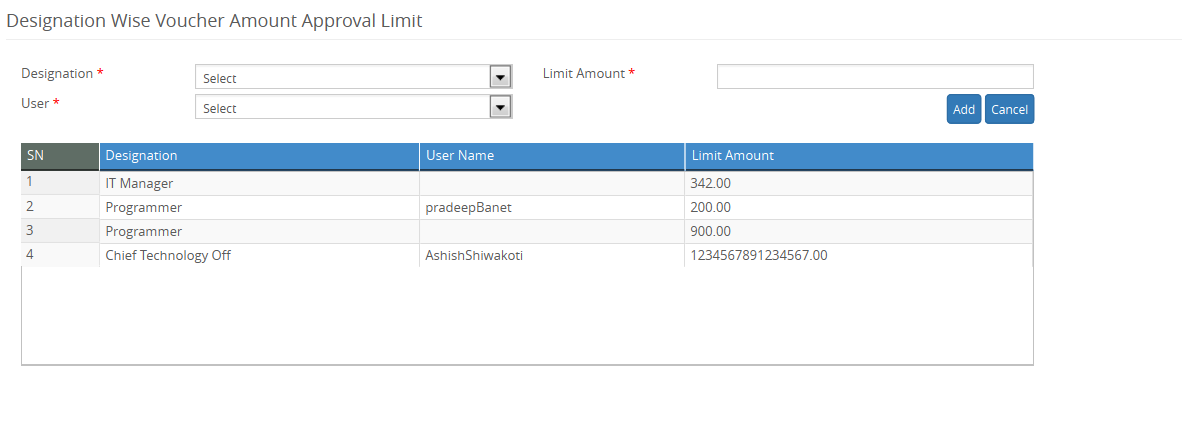 Designation Wise Voucher Amount Approval Limit
Designation * Select Limit Amount *
User * Select Add Cancel
SN Designation User Name Limit Amount
1 IT Manager 342.00
2 Programmer pradeepBanet 200.00
3 Programmer 900.00
4 Chief Technology Off AshishShiwakoti 1234567891234567.00